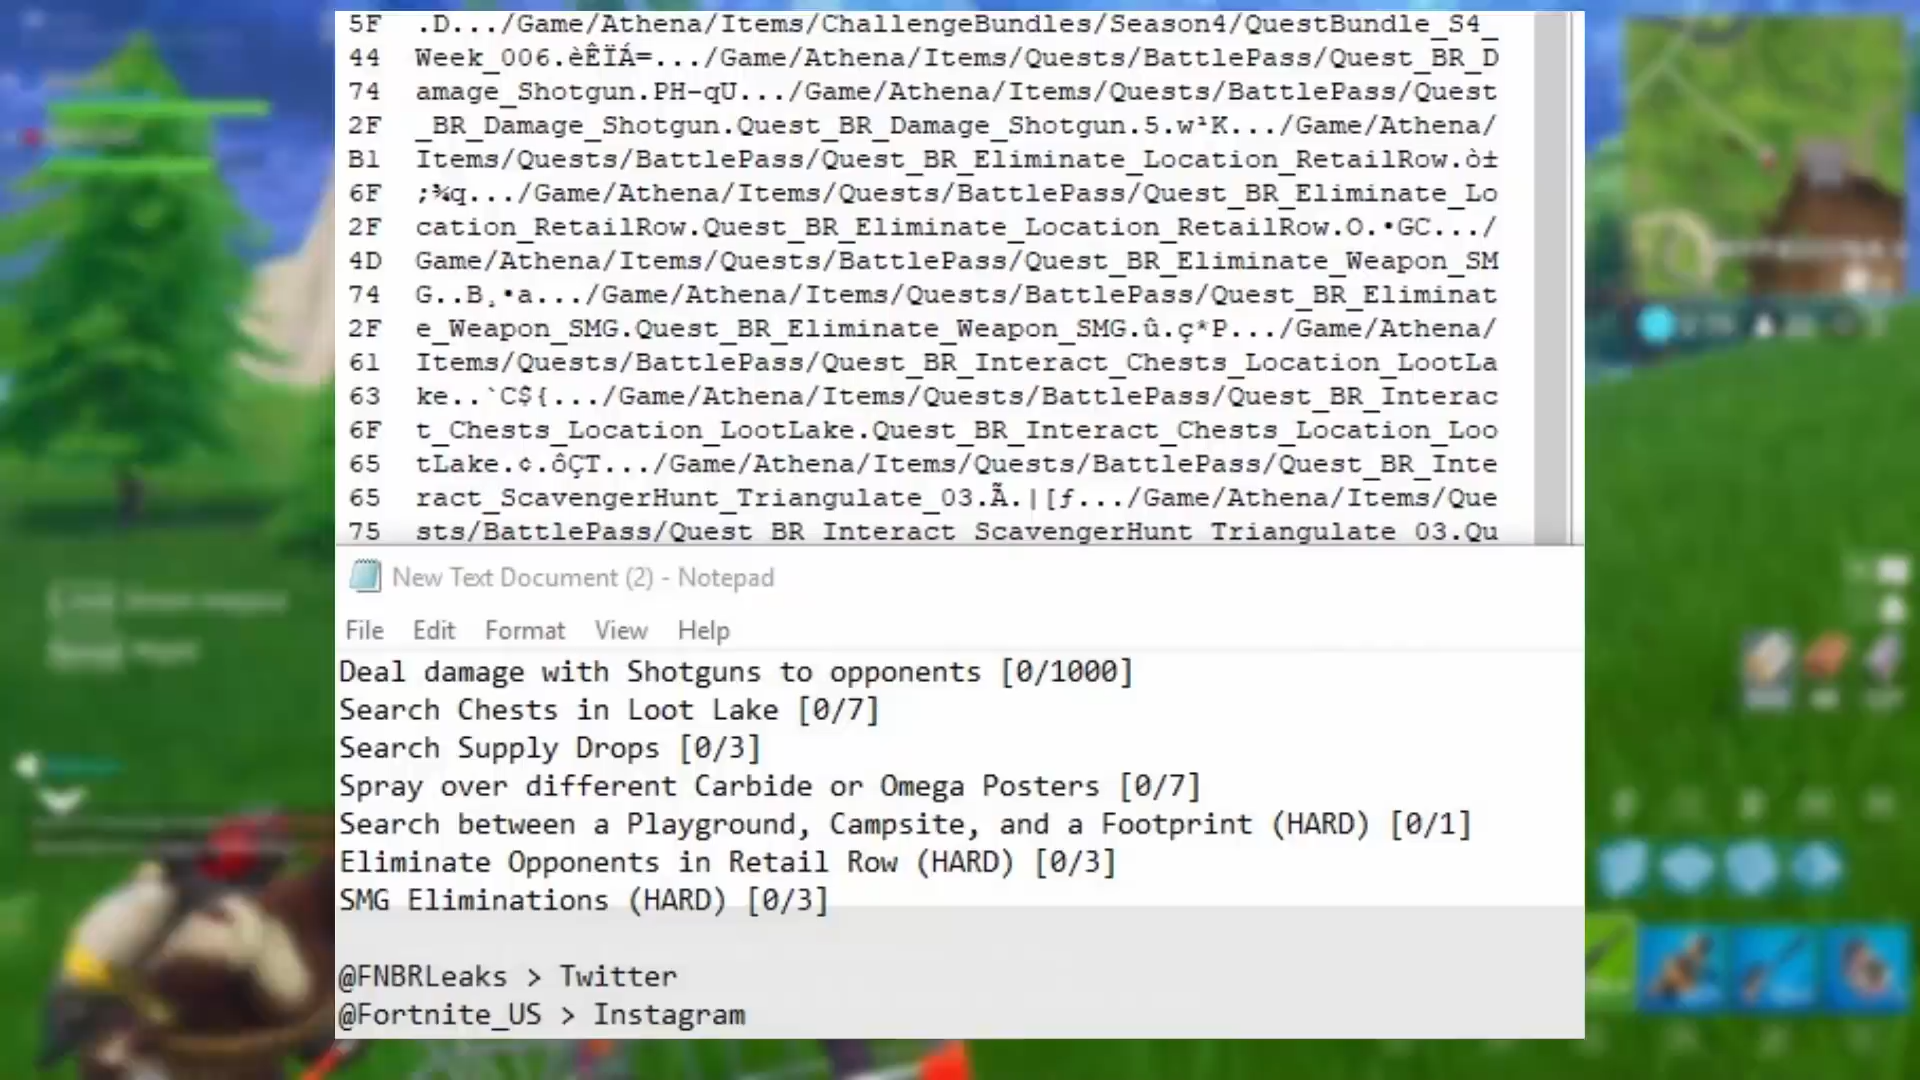 5F .D.../Game/Athena/Items/ChallengeBundles/Season4/QuestBundle_S4_
44 Week_006.èÊÏÁ=.../Game/Athena/Items/Quests/BattlePass/Quest_BR_D
74 amage_Shotgun.PH-qU.../Game/Athena/Items/Quests/BattlePass/Quest
2F _BR_Damage_Shotgun.Quest_BR_Damage_Shotgun.5.w¹K.../Game/Athena/
B1 Items/Quests/BattlePass/Quest_BR_Eliminate_Location_RetailRow.ò±
6F ;¾q.../Game/Athena/Items/Quests/BattlePass/Quest_BR_Eliminate_Lo
2F cation_RetailRow.Quest_BR_Eliminate_Location_RetailRow.O.•GC.../
4D Game/Athena/Items/Quests/BattlePass/Quest_BR_Eliminate_Weapon_SM
74 G..B¸•a.../Game/Athena/Items/Quests/BattlePass/Quest_BR_Eliminat
2F e_Weapon_SMG.Quest_BR_Eliminate_Weapon_SMG.û.ç*P.../Game/Athena/
61 Items/Quests/BattlePass/Quest_BR_Interact_Chests_Location_LootLa
63 ke..`C${.../Game/Athena/Items/Quests/BattlePass/Quest_BR_Interac
6F t_Chests_Location_LootLake.Quest_BR_Interact_Chests_Location_Loo
65 tLake.¢.ôÇT.../Game/Athena/Items/Quests/BattlePass/Quest_BR_Inte
65 ract_ScavengerHunt_Triangulate_03.Ã.|[ƒ.../Game/Athena/Items/Que
75 sts/BattlePass/Quest_BR_Interact_ScavengerHunt_Triangulate_03.Qu
New Text Document (2) - Notepad
File Edit Format View Help
Deal damage with Shotguns to opponents [0/1000]
Search Chests in Loot Lake [0/7]
Search Supply Drops [0/3]
Spray over different Carbide or Omega Posters [0/7]
Search between a Playground, Campsite, and a Footprint (HARD) [0/1]
Eliminate Opponents in Retail Row (HARD) [0/3]
SMG Eliminations (HARD) [0/3]
@FNBRLeaks > Twitter
@Fortnite_US > Instagram